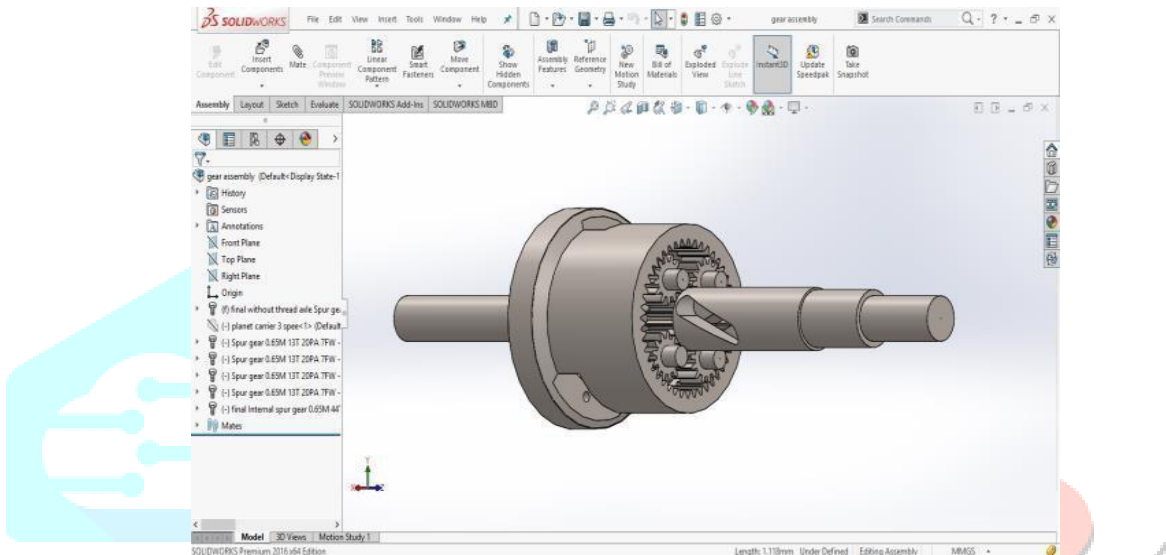 SOLIDWORKS File Edit View Insert Tools Window Help gear assembly Search Commands
Edit Component
Insert Components
Mate
Component Preview Window
Linear Component Pattern
Smart Fasteners
Move Component
Show Hidden Components
Assembly Features
Reference Geometry
New Motion Study
Bill of Materials
Exploded View
Explode Line Sketch
Instant3D
Update Speedpak
Take Snapshot
Assembly Layout Sketch Evaluate SOLIDWORKS Add-Ins SOLIDWORKS MBD
gear assembly (Default<Display State-1
History
Sensors
Annotations
Front Plane
Top Plane
Right Plane
Origin
(f) final without thread axle Spur ge
(-) planet carrier 3 spee<1> (Default
(-) Spur gear 0.65M 13T 20PA 7FW -
(-) Spur gear 0.65M 13T 20PA 7FW -
(-) Spur gear 0.65M 13T 20PA 7FW -
(-) Spur gear 0.65M 13T 20PA 7FW -
(-) final Internal spur gear 0.65M 44T
Mates
Y
Model 3D Views Motion Study 1
SOLIDWORKS Premium 2016 x64 Edition Length: 1.118mm Under Defined Editing Assembly MMGS